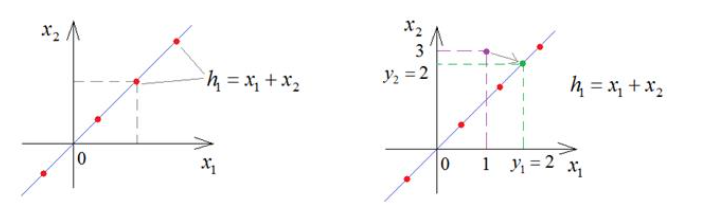 x₂
h₁ = x₁ + x₂
0
x₁
x₂
3
y₂ = 2
h₁ = x₁ + x₂
0 1 y₁ = 2 x₁